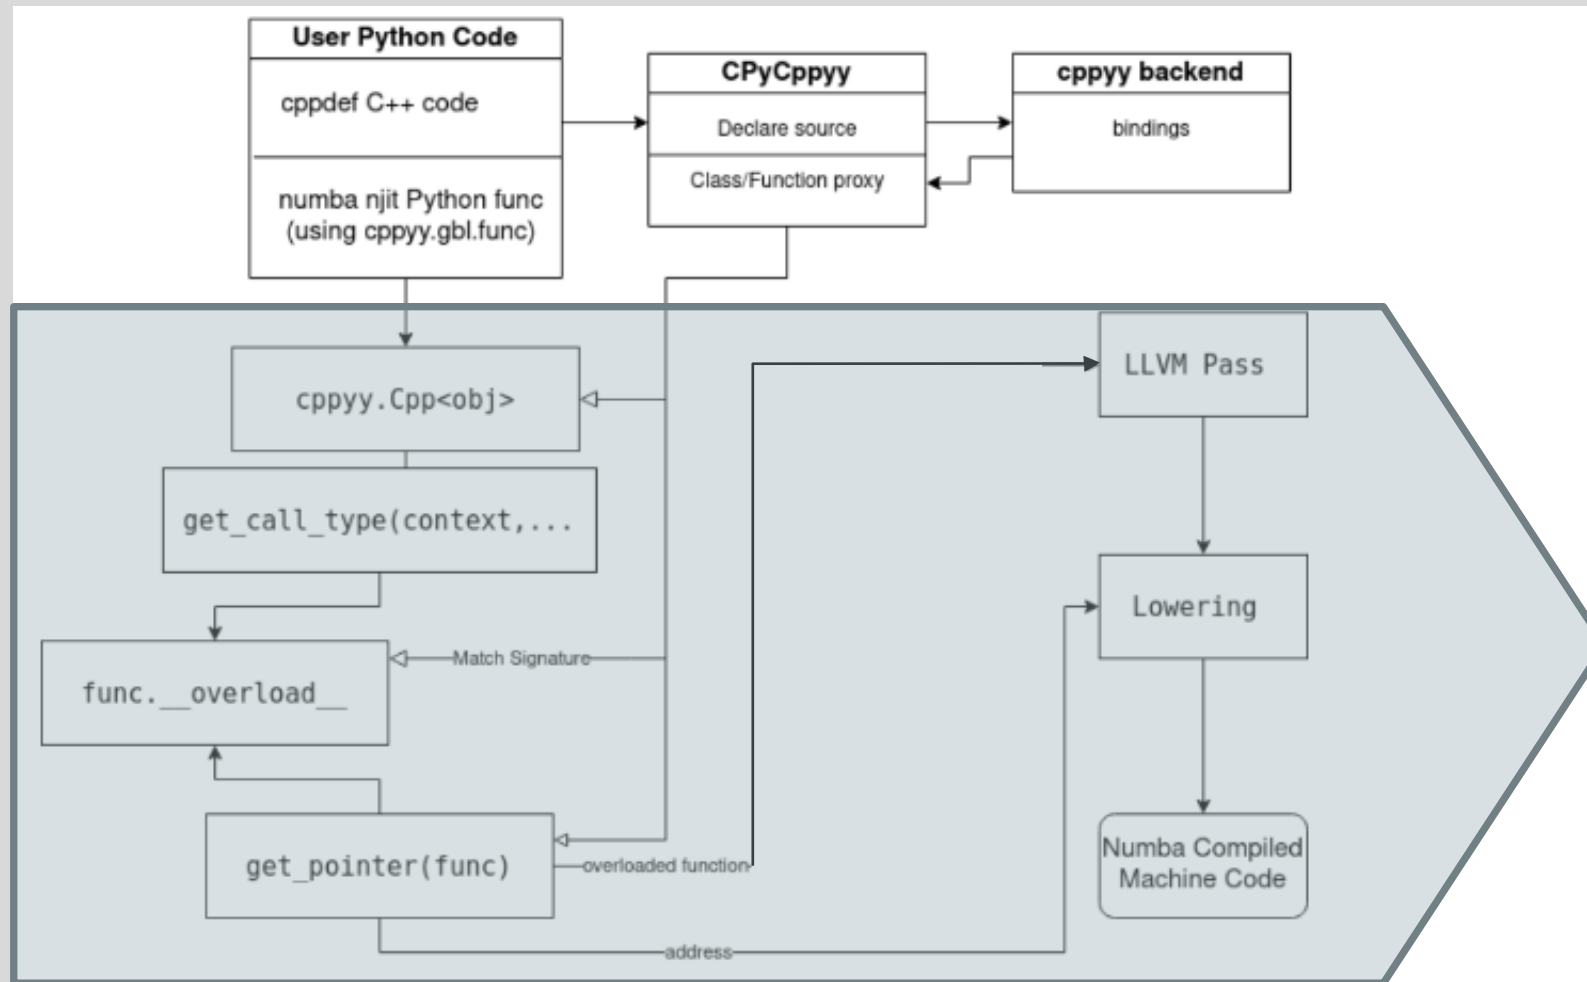 User Python Code
cppdef C++ code
numba njit Python func
(using cppyy.gbl.func)
CPyCppyy
Declare source
Class/Function proxy
cppyy backend
bindings
cppyy.Cpp<obj>
get_call_type(context,...
func.__overload__
Match Signature
get_pointer(func)
overloaded function
address
LLVM Pass
Lowering
Numba Compiled
Machine Code